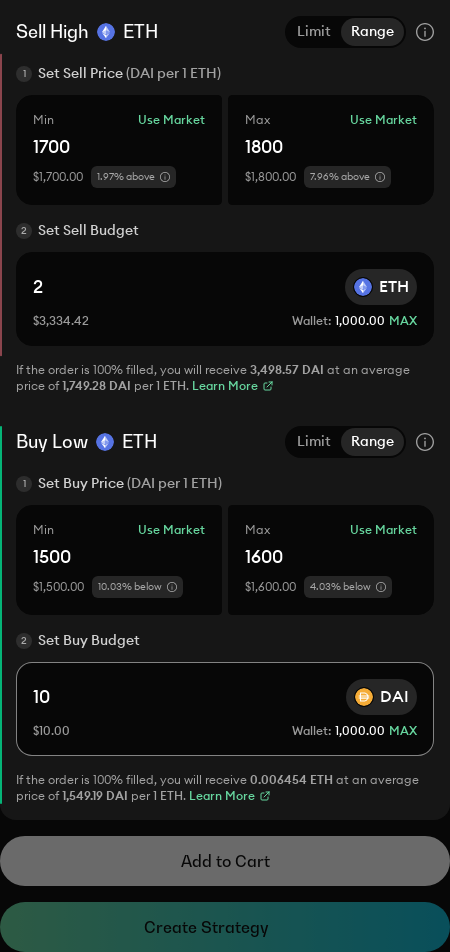 Sell High ETH Limit Range
1 Set Sell Price (DAI per 1 ETH)
Min Use Market Max Use Market
1700 1800
$1,700.00 1.97% above $1,800.00 7.96% above
2 Set Sell Budget
2 ETH
$3,334.42 Wallet: 1,000.00 MAX
If the order is 100% filled, you will receive 3,498.57 DAI at an average
price of 1,749.28 DAI per 1 ETH. Learn More
Buy Low ETH Limit Range
1 Set Buy Price (DAI per 1 ETH)
Min Use Market Max Use Market
1500 1600
$1,500.00 10.03% below $1,600.00 4.03% below
2 Set Buy Budget
10 DAI
$10.00 Wallet: 1,000.00 MAX
If the order is 100% filled, you will receive 0.006454 ETH at an average
price of 1,549.19 DAI per 1 ETH. Learn More
Add to Cart
Create Strategy